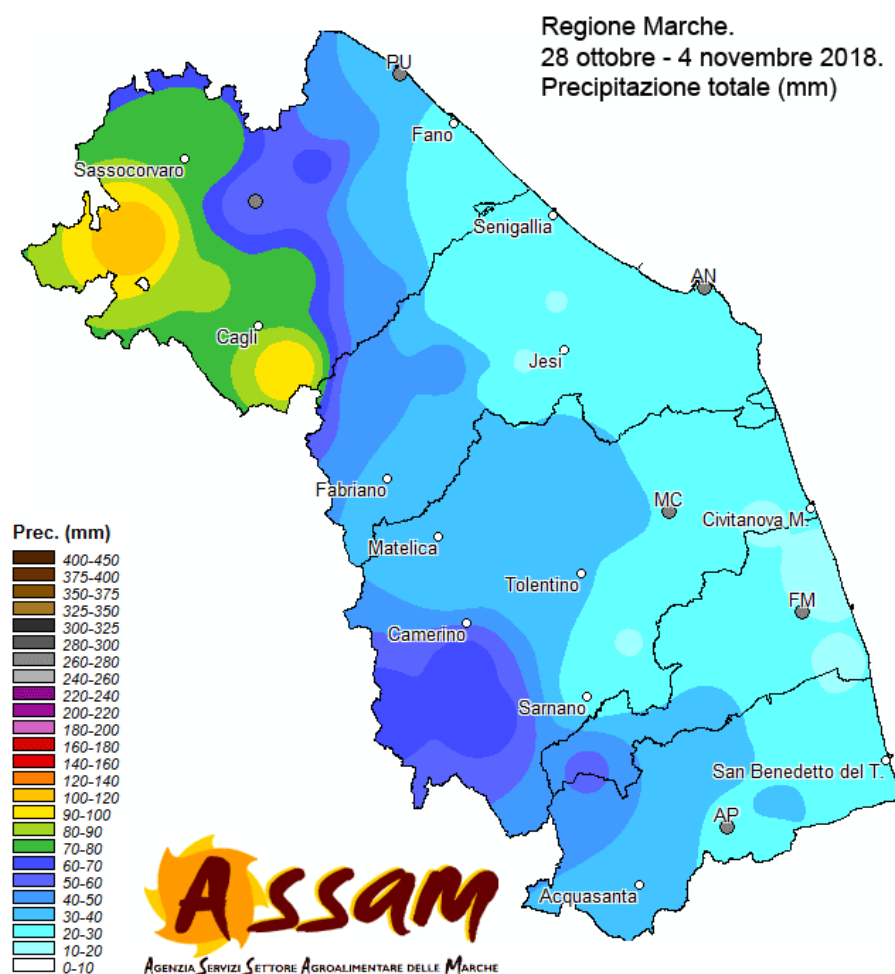 Regione Marche.
28 ottobre - 4 novembre 2018.
Precipitazione totale (mm)
PU
Fano
Sassocorvaro
Senigallia
AN
Cagli
Jesi
Fabriano
MC
Civitanova M.
Matelica
Tolentino
FM
Camerino
Sarnano
San Benedetto del T.
AP
Acquasanta
Prec. (mm)
400-450
375-400
350-375
325-350
300-325
280-300
260-280
240-260
220-240
200-220
180-200
160-180
140-160
120-140
100-120
90-100
80-90
70-80
60-70
50-60
40-50
30-40
20-30
10-20
0-10
ASSAM
AGENZIA SERVIZI SETTORE AGROALIMENTARE DELLE MARCHE